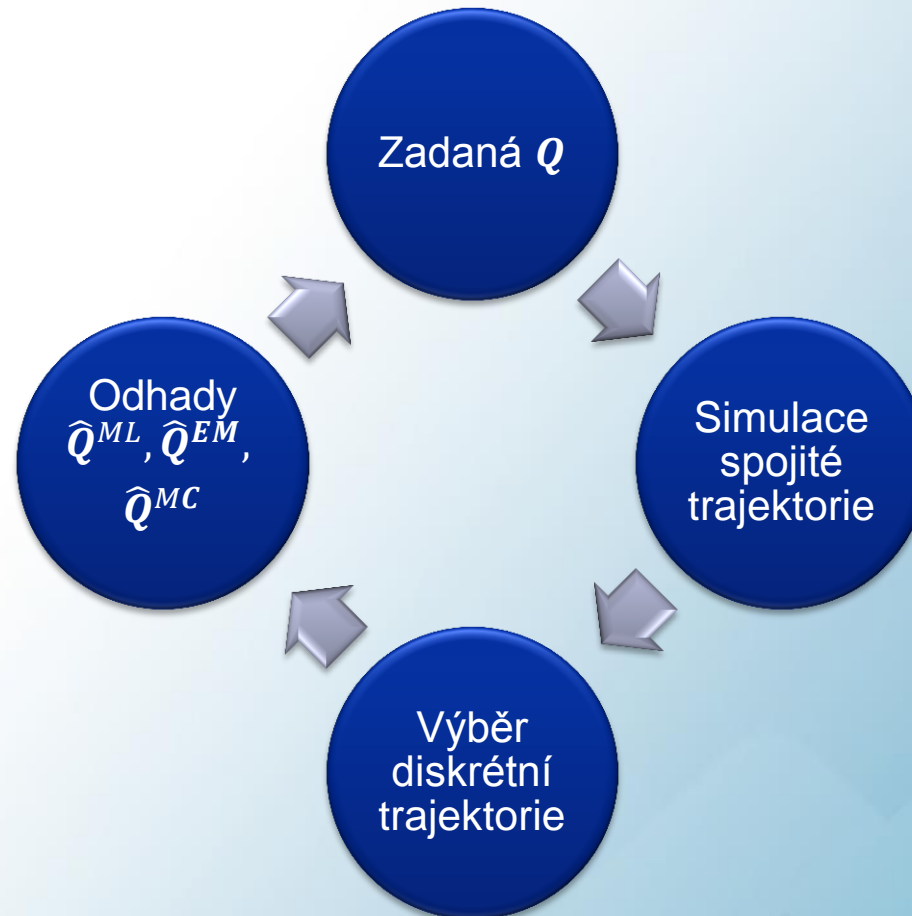 Zadaná 𝑸
Simulace
spojité
trajektorie
Výběr
diskrétní
trajektorie
Odhady
𝑸̂ᴹᴸ, 𝑸̂ᴱᴹ,
𝑸̂ᴹC